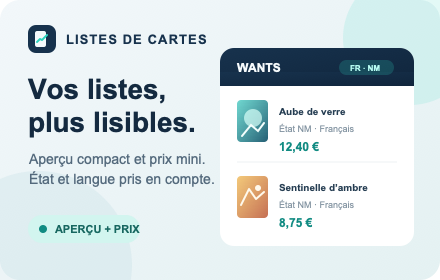 LISTES DE CARTES
Vos listes,
plus lisibles.
Aperçu compact et prix mini.
État et langue pris en compte.
APERÇU + PRIX
WANTS
FR · NM
Aube de verre
État NM · Français
12,40 €
Sentinelle d'ambre
État NM · Français
8,75 €